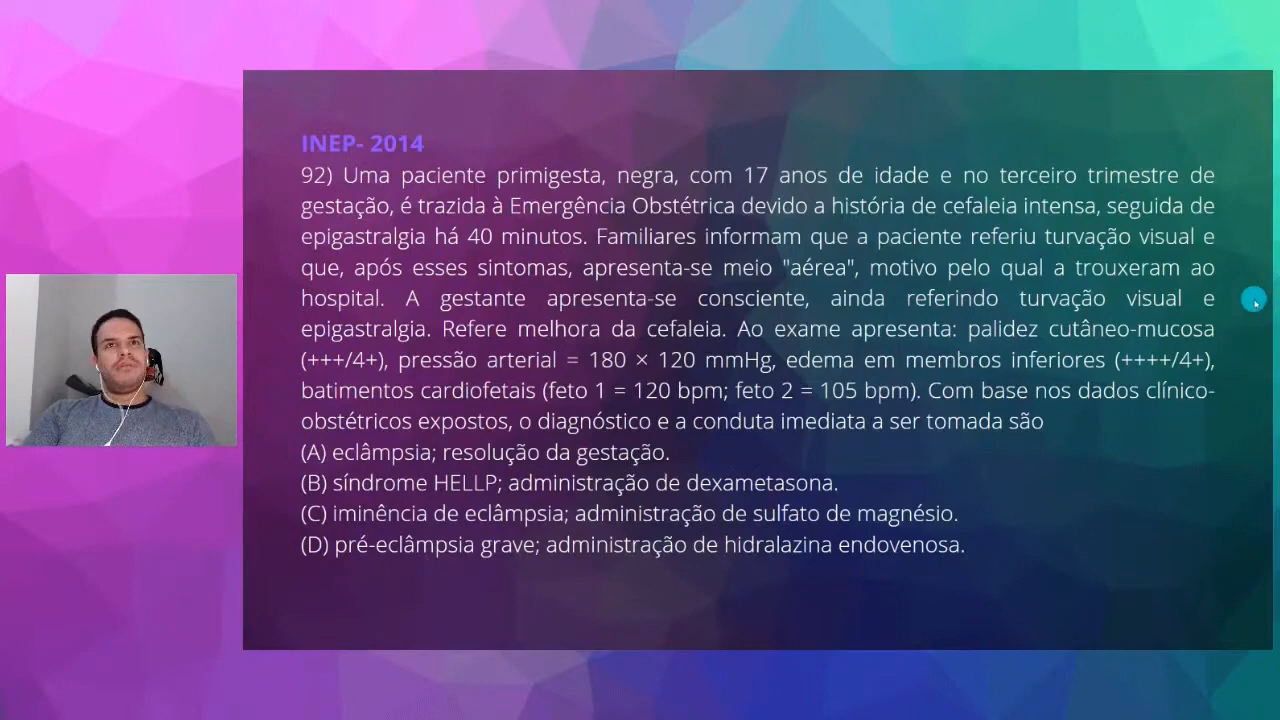 INEP- 2014
92) Uma paciente primigesta, negra, com 17 anos de idade e no terceiro trimestre de
gestação, é trazida à Emergência Obstétrica devido a história de cefaleia intensa, seguida de
epigastralgia há 40 minutos. Familiares informam que a paciente referiu turvação visual e
que, após esses sintomas, apresenta-se meio "aérea", motivo pelo qual a trouxeram ao
hospital. A gestante apresenta-se consciente, ainda referindo turvação visual e
epigastralgia. Refere melhora da cefaleia. Ao exame apresenta: palidez cutâneo-mucosa
(+++/4+), pressão arterial = 180 × 120 mmHg, edema em membros inferiores (++++/4+),
batimentos cardiofetais (feto 1 = 120 bpm; feto 2 = 105 bpm). Com base nos dados clínico-
obstétricos expostos, o diagnóstico e a conduta imediata a ser tomada são
(A) eclâmpsia; resolução da gestação.
(B) síndrome HELLP; administração de dexametasona.
(C) iminência de eclâmpsia; administração de sulfato de magnésio.
(D) pré-eclâmpsia grave; administração de hidralazina endovenosa.